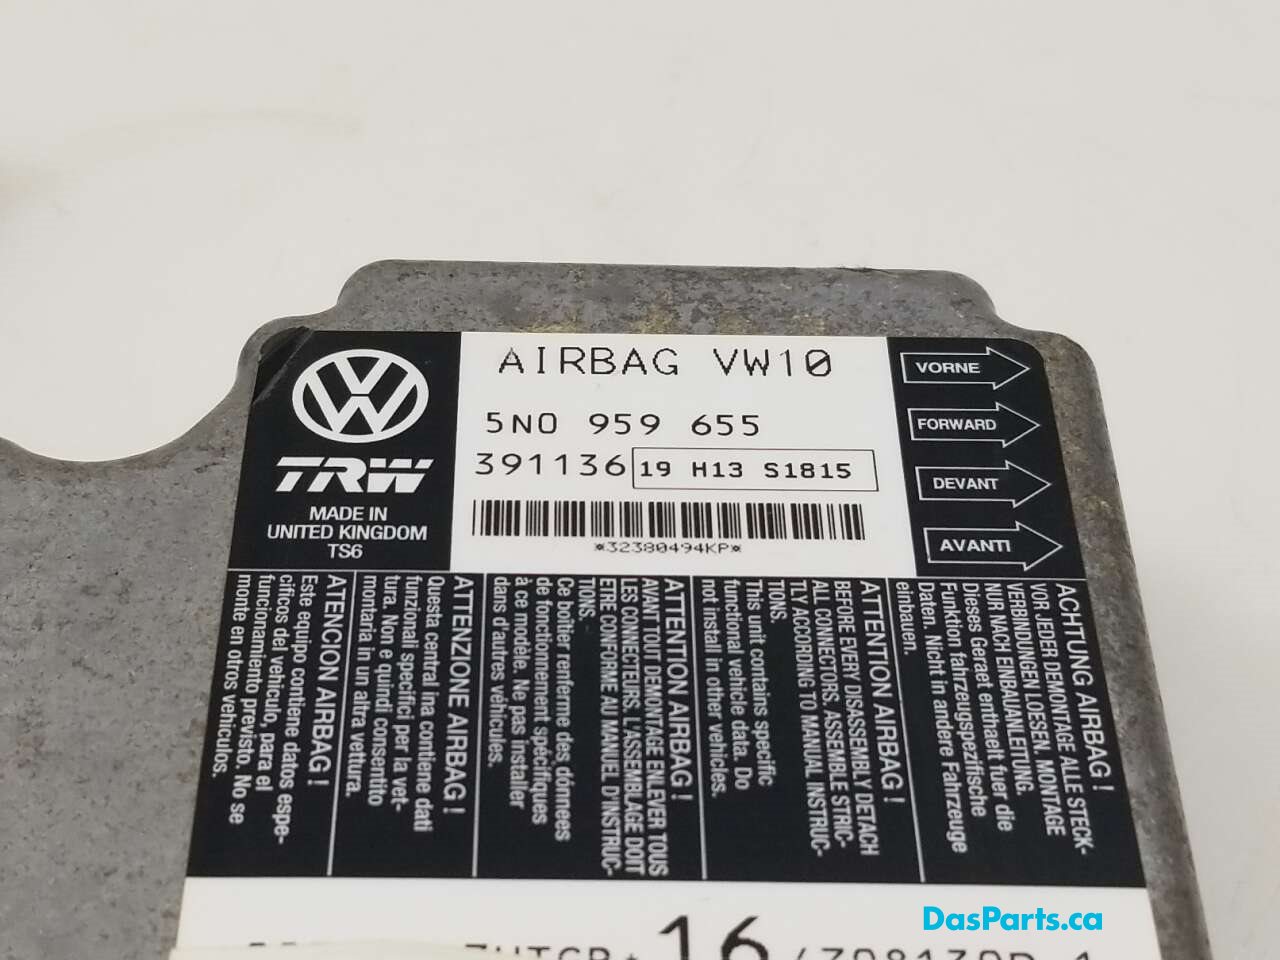 AIRBAG VW10
5N0 959 655
391136 19 H13 S1815
*32380494KP*
VW
TRW
MADE IN
UNITED KINGDOM
TS6
VORNE
FORWARD
DEVANT
AVANTI
ACHTUNG AIRBAG !
VOR JEDER DEMONTAGE ALLE STECK-
VERBINDUNGEN LOESEN. MONTAGE
NUR NACH EINBAUANLEITUNG.
Dieses Geraet enthaelt fuer die
Funktion fahrzeugspezifische
Daten. Nicht in andere Fahrzeuge
einbauen.
ATTENTION AIRBAG !
BEFORE EVERY DISASSEMBLY DETACH
ALL CONNECTORS. ASSEMBLE STRIC-
TLY ACCORDING TO MANUAL INSTRUC-
TIONS.
This unit contains specific
functional vehicle data. Do
not install in other vehicles.
ATTENTION AIRBAG !
AVANT TOUT DEMONTAGE ENLEVER TOUS
LES CONNECTEURS. L'ASSEMBLAGE DOIT
ETRE CONFORME AU MANUEL D'INSTRUC-
TIONS.
Ce boîtier renferme des données
de fonctionnement spécifiques
à ce modèle. Ne pas installer
dans d'autres véhicules.
ATTENZIONE AIRBAG !
Questa central ina contiene dati
funzionali specifici per la vet-
tura. Non e quindi consentito
montarla in un altra vettura.
ATENCION AIRBAG !
Este equipo contiene datos espe-
cíficos del vehículo, para el
funcionamiento previsto. No se
monte en otros vehículos.
16
DasParts.ca